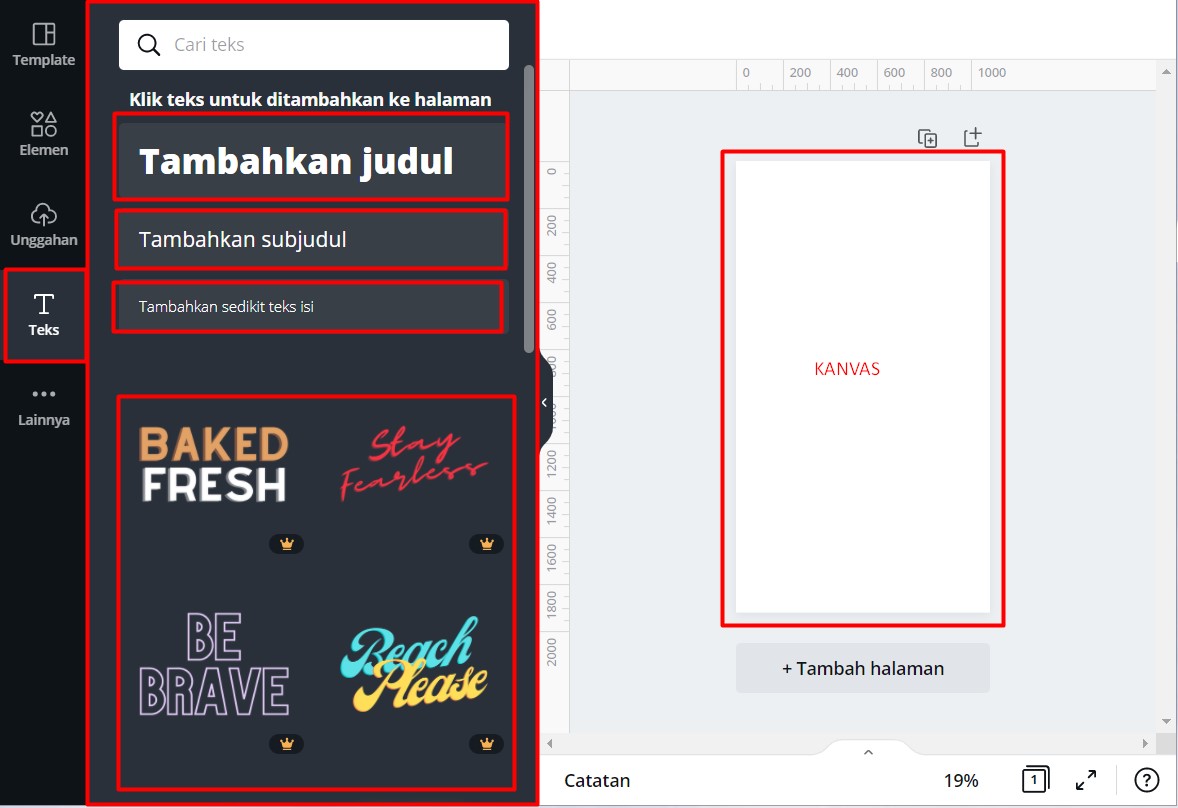 Template
Elemen
Unggahan
Teks
Lainnya
Cari teks
Klik teks untuk ditambahkan ke halaman
Tambahkan judul
Tambahkan subjudul
Tambahkan sedikit teks isi
BAKED
FRESH
Stay
Fearless
BE
BRAVE
Beach
Please
0 200 400 600 800 1000
0
200
400
600
800
1000
1200
1400
1600
1800
2000
KANVAS
+ Tambah halaman
Catatan
19%
1
?